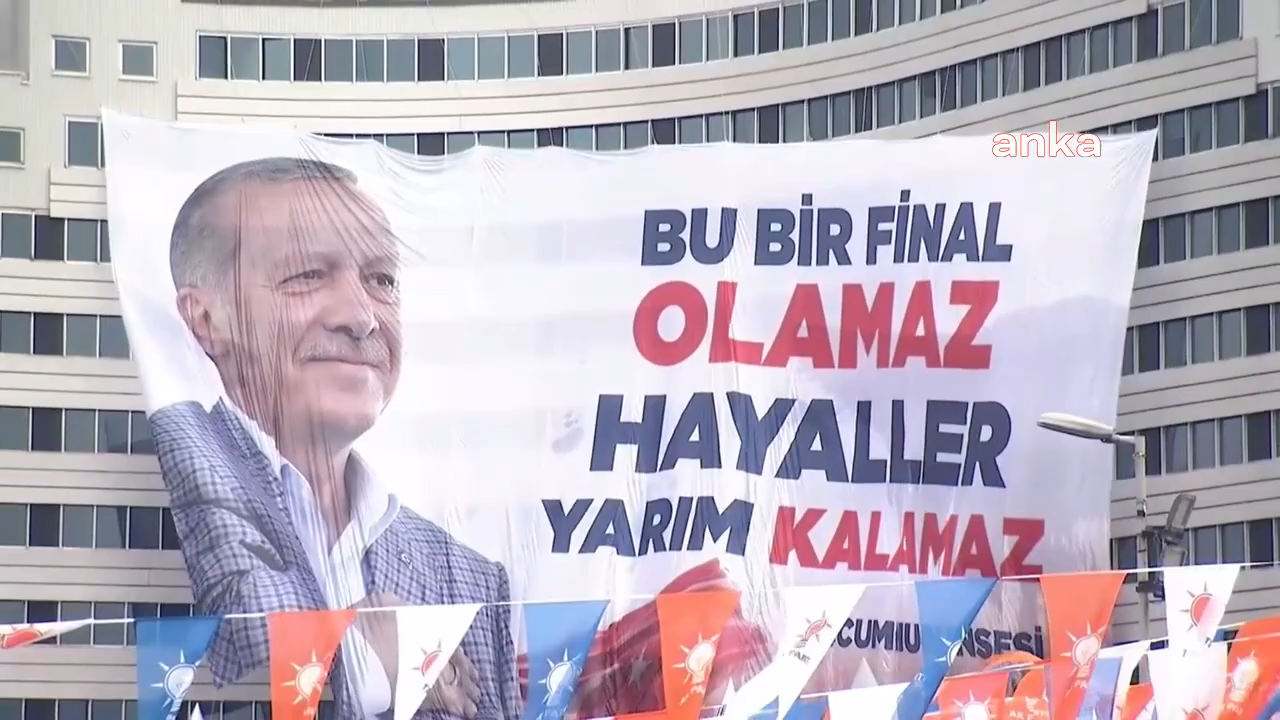 anka
BU BİR FİNAL
OLAMAZ
HAYALLER
YARIM KALAMAZ